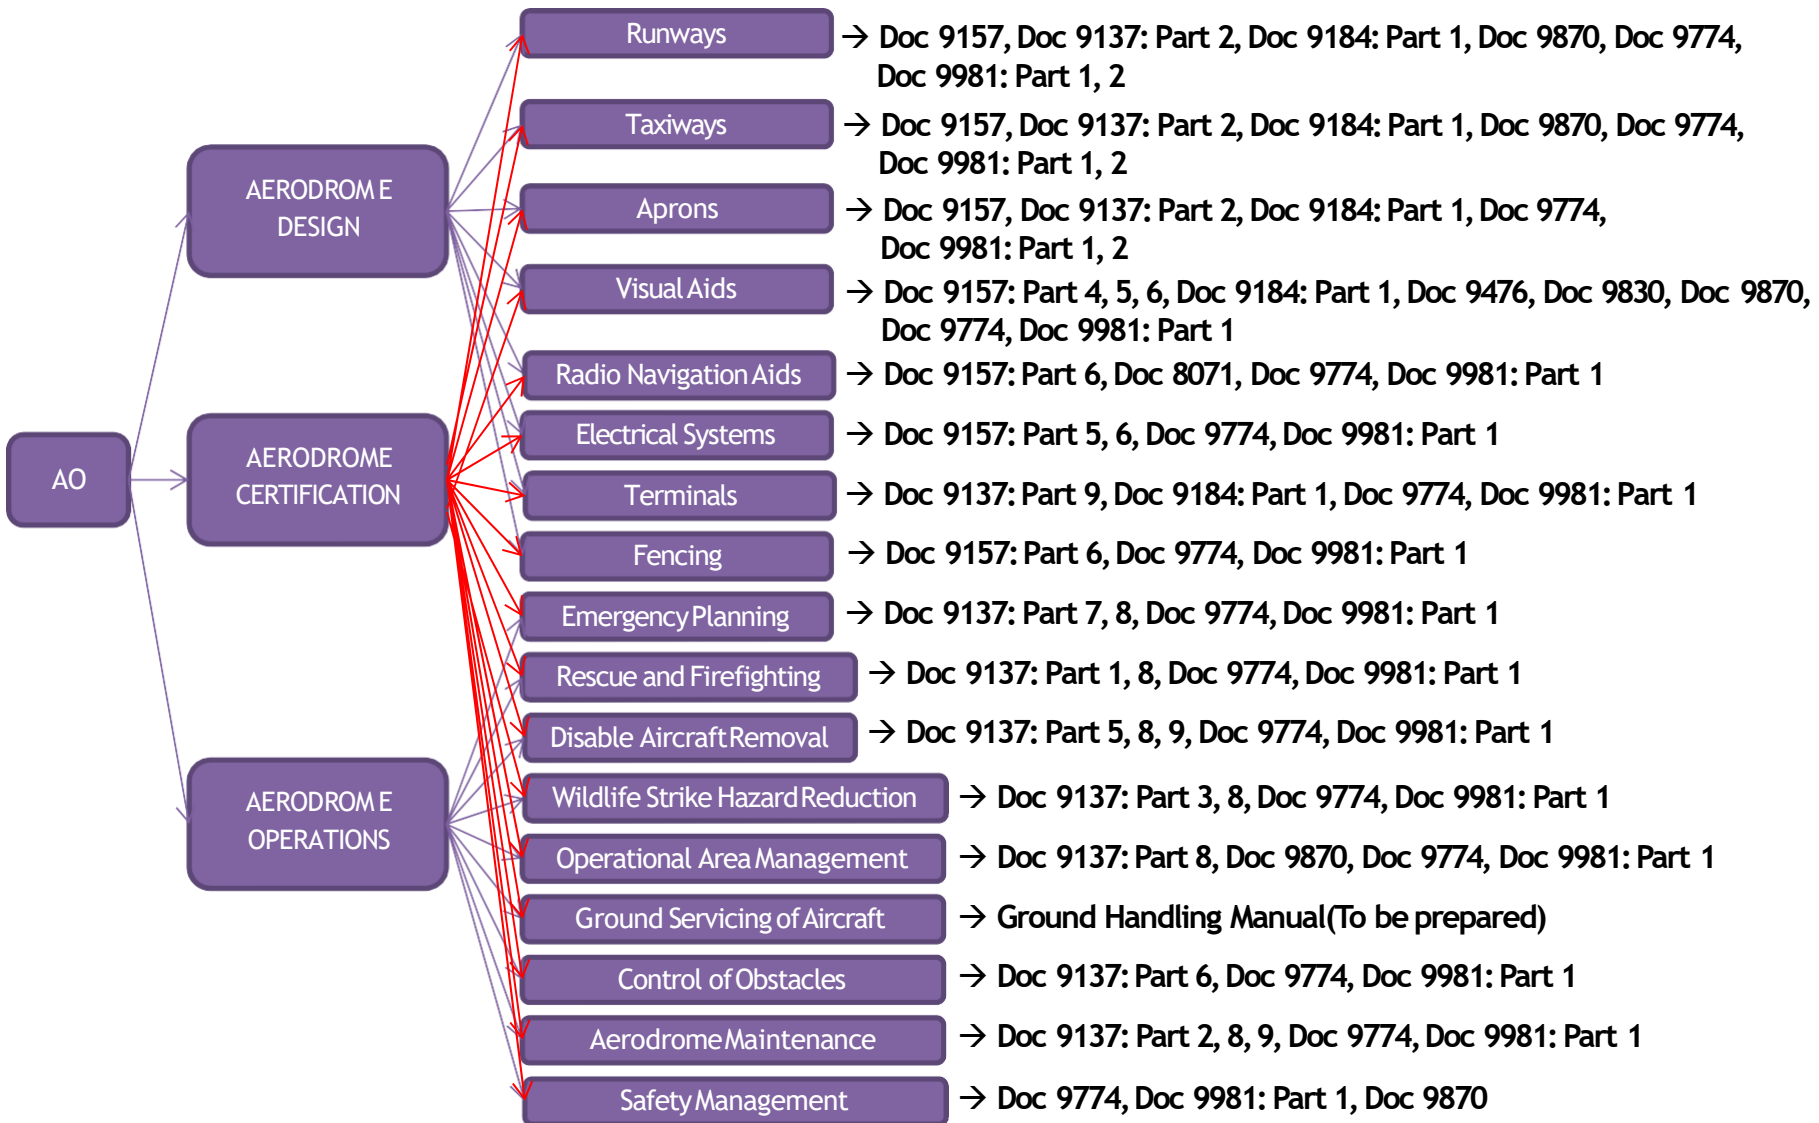 AO
AERODROME
DESIGN
AERODROME
CERTIFICATION
AERODROME
OPERATIONS
Runways → Doc 9157, Doc 9137: Part 2, Doc 9184: Part 1, Doc 9870, Doc 9774,
Doc 9981: Part 1, 2
Taxiways → Doc 9157, Doc 9137: Part 2, Doc 9184: Part 1, Doc 9870, Doc 9774,
Doc 9981: Part 1, 2
Aprons → Doc 9157, Doc 9137: Part 2, Doc 9184: Part 1, Doc 9774,
Doc 9981: Part 1, 2
Visual Aids → Doc 9157: Part 4, 5, 6, Doc 9184: Part 1, Doc 9476, Doc 9830, Doc 9870,
Doc 9774, Doc 9981: Part 1
Radio Navigation Aids → Doc 9157: Part 6, Doc 8071, Doc 9774, Doc 9981: Part 1
Electrical Systems → Doc 9157: Part 5, 6, Doc 9774, Doc 9981: Part 1
Terminals → Doc 9137: Part 9, Doc 9184: Part 1, Doc 9774, Doc 9981: Part 1
Fencing → Doc 9157: Part 6, Doc 9774, Doc 9981: Part 1
Emergency Planning → Doc 9137: Part 7, 8, Doc 9774, Doc 9981: Part 1
Rescue and Firefighting → Doc 9137: Part 1, 8, Doc 9774, Doc 9981: Part 1
Disable Aircraft Removal → Doc 9137: Part 5, 8, 9, Doc 9774, Doc 9981: Part 1
Wildlife Strike Hazard Reduction → Doc 9137: Part 3, 8, Doc 9774, Doc 9981: Part 1
Operational Area Management → Doc 9137: Part 8, Doc 9870, Doc 9774, Doc 9981: Part 1
Ground Servicing of Aircraft → Ground Handling Manual(To be prepared)
Control of Obstacles → Doc 9137: Part 6, Doc 9774, Doc 9981: Part 1
Aerodrome Maintenance → Doc 9137: Part 2, 8, 9, Doc 9774, Doc 9981: Part 1
Safety Management → Doc 9774, Doc 9981: Part 1, Doc 9870